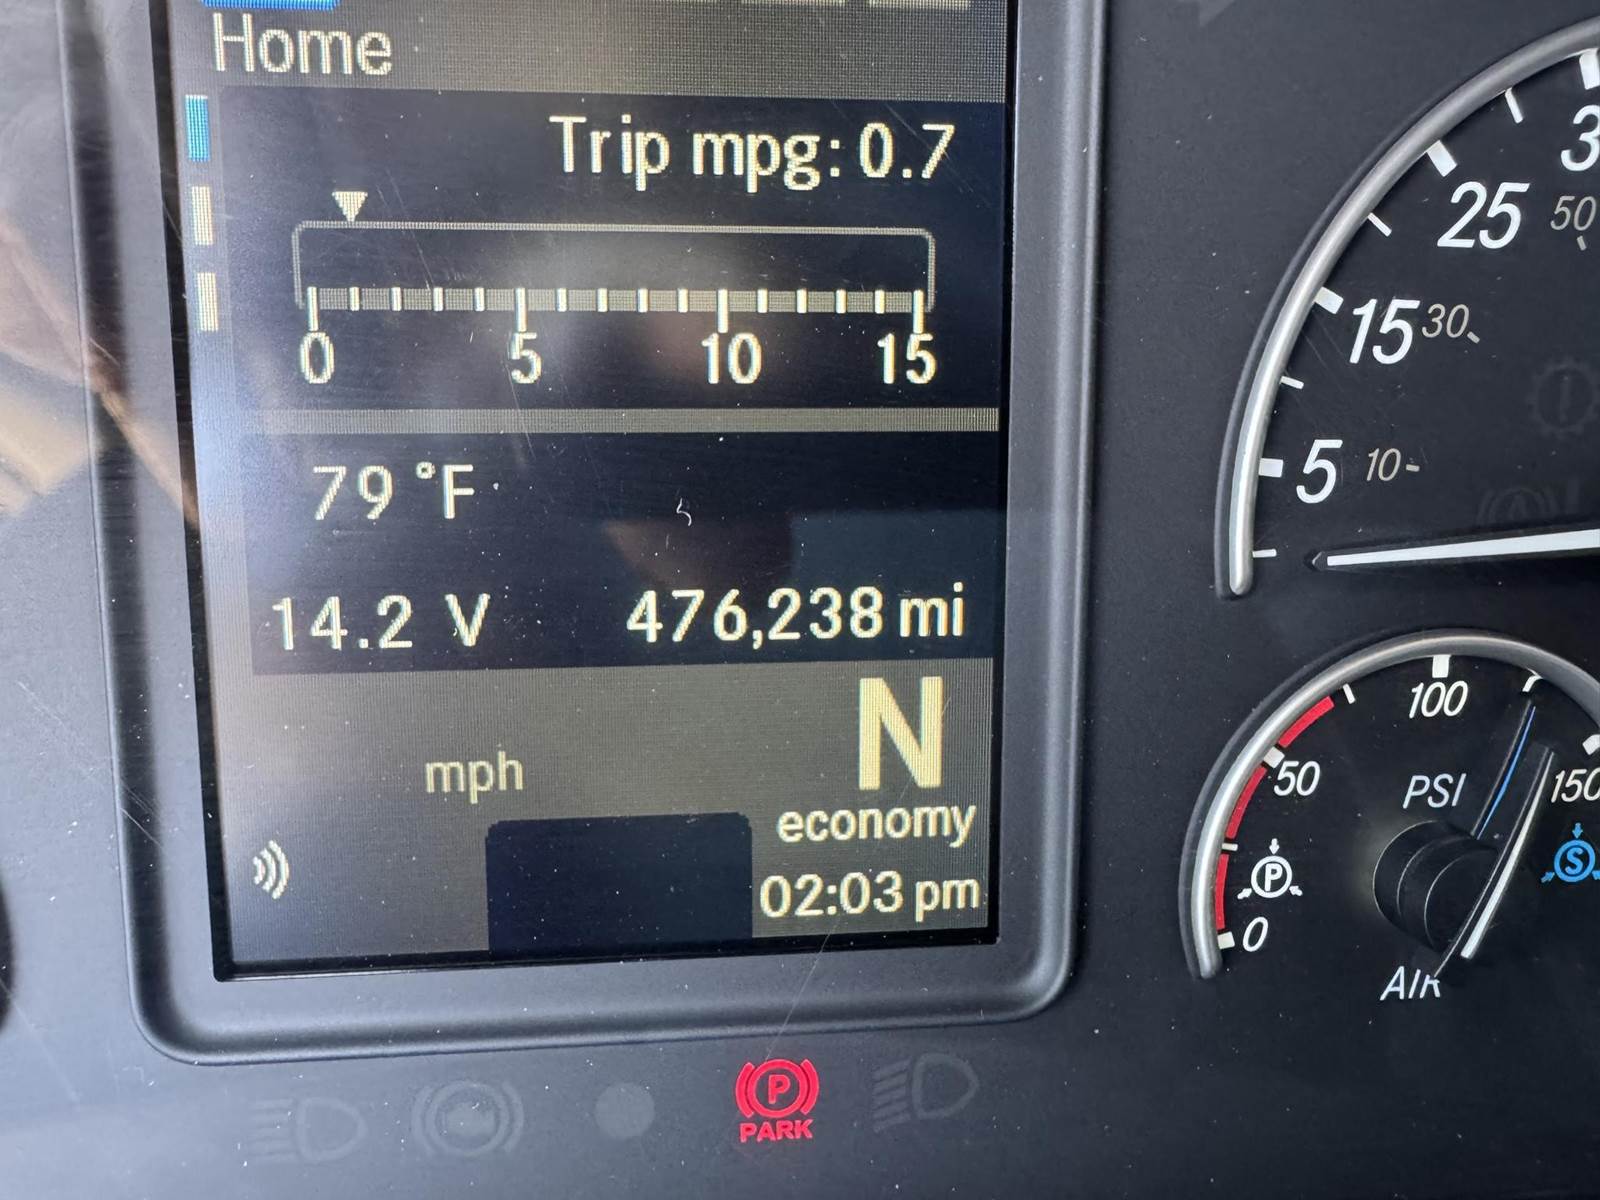 Home
Trip mpg: 0.7
0 5 10 15
79 °F
14.2 V 476,238 mi
N
mph
economy
02:03 pm
25 50
15 30
5 10
100
50
PSI 150
P
S
0
AIR
P
PARK